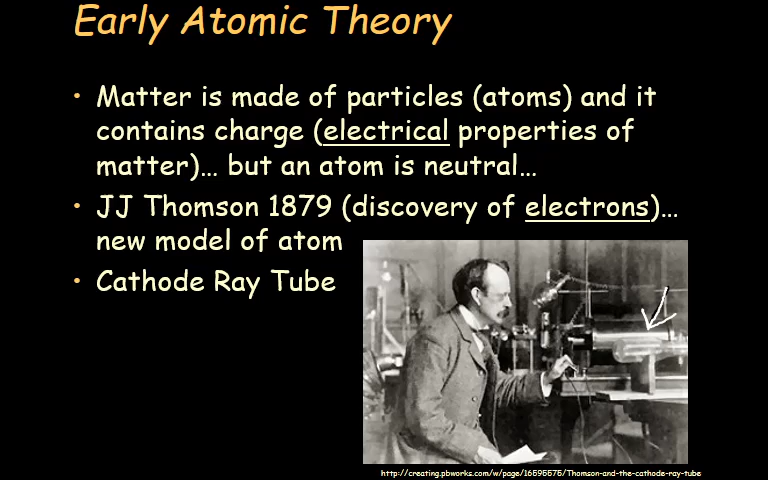 Early Atomic Theory
• Matter is made of particles (atoms) and it
contains charge (electrical properties of
matter)... but an atom is neutral...
• JJ Thomson 1879 (discovery of electrons)...
new model of atom
• Cathode Ray Tube
http://creating.pbworks.com/w/page/16595575/Thomson-and-the-cathode-ray-tube